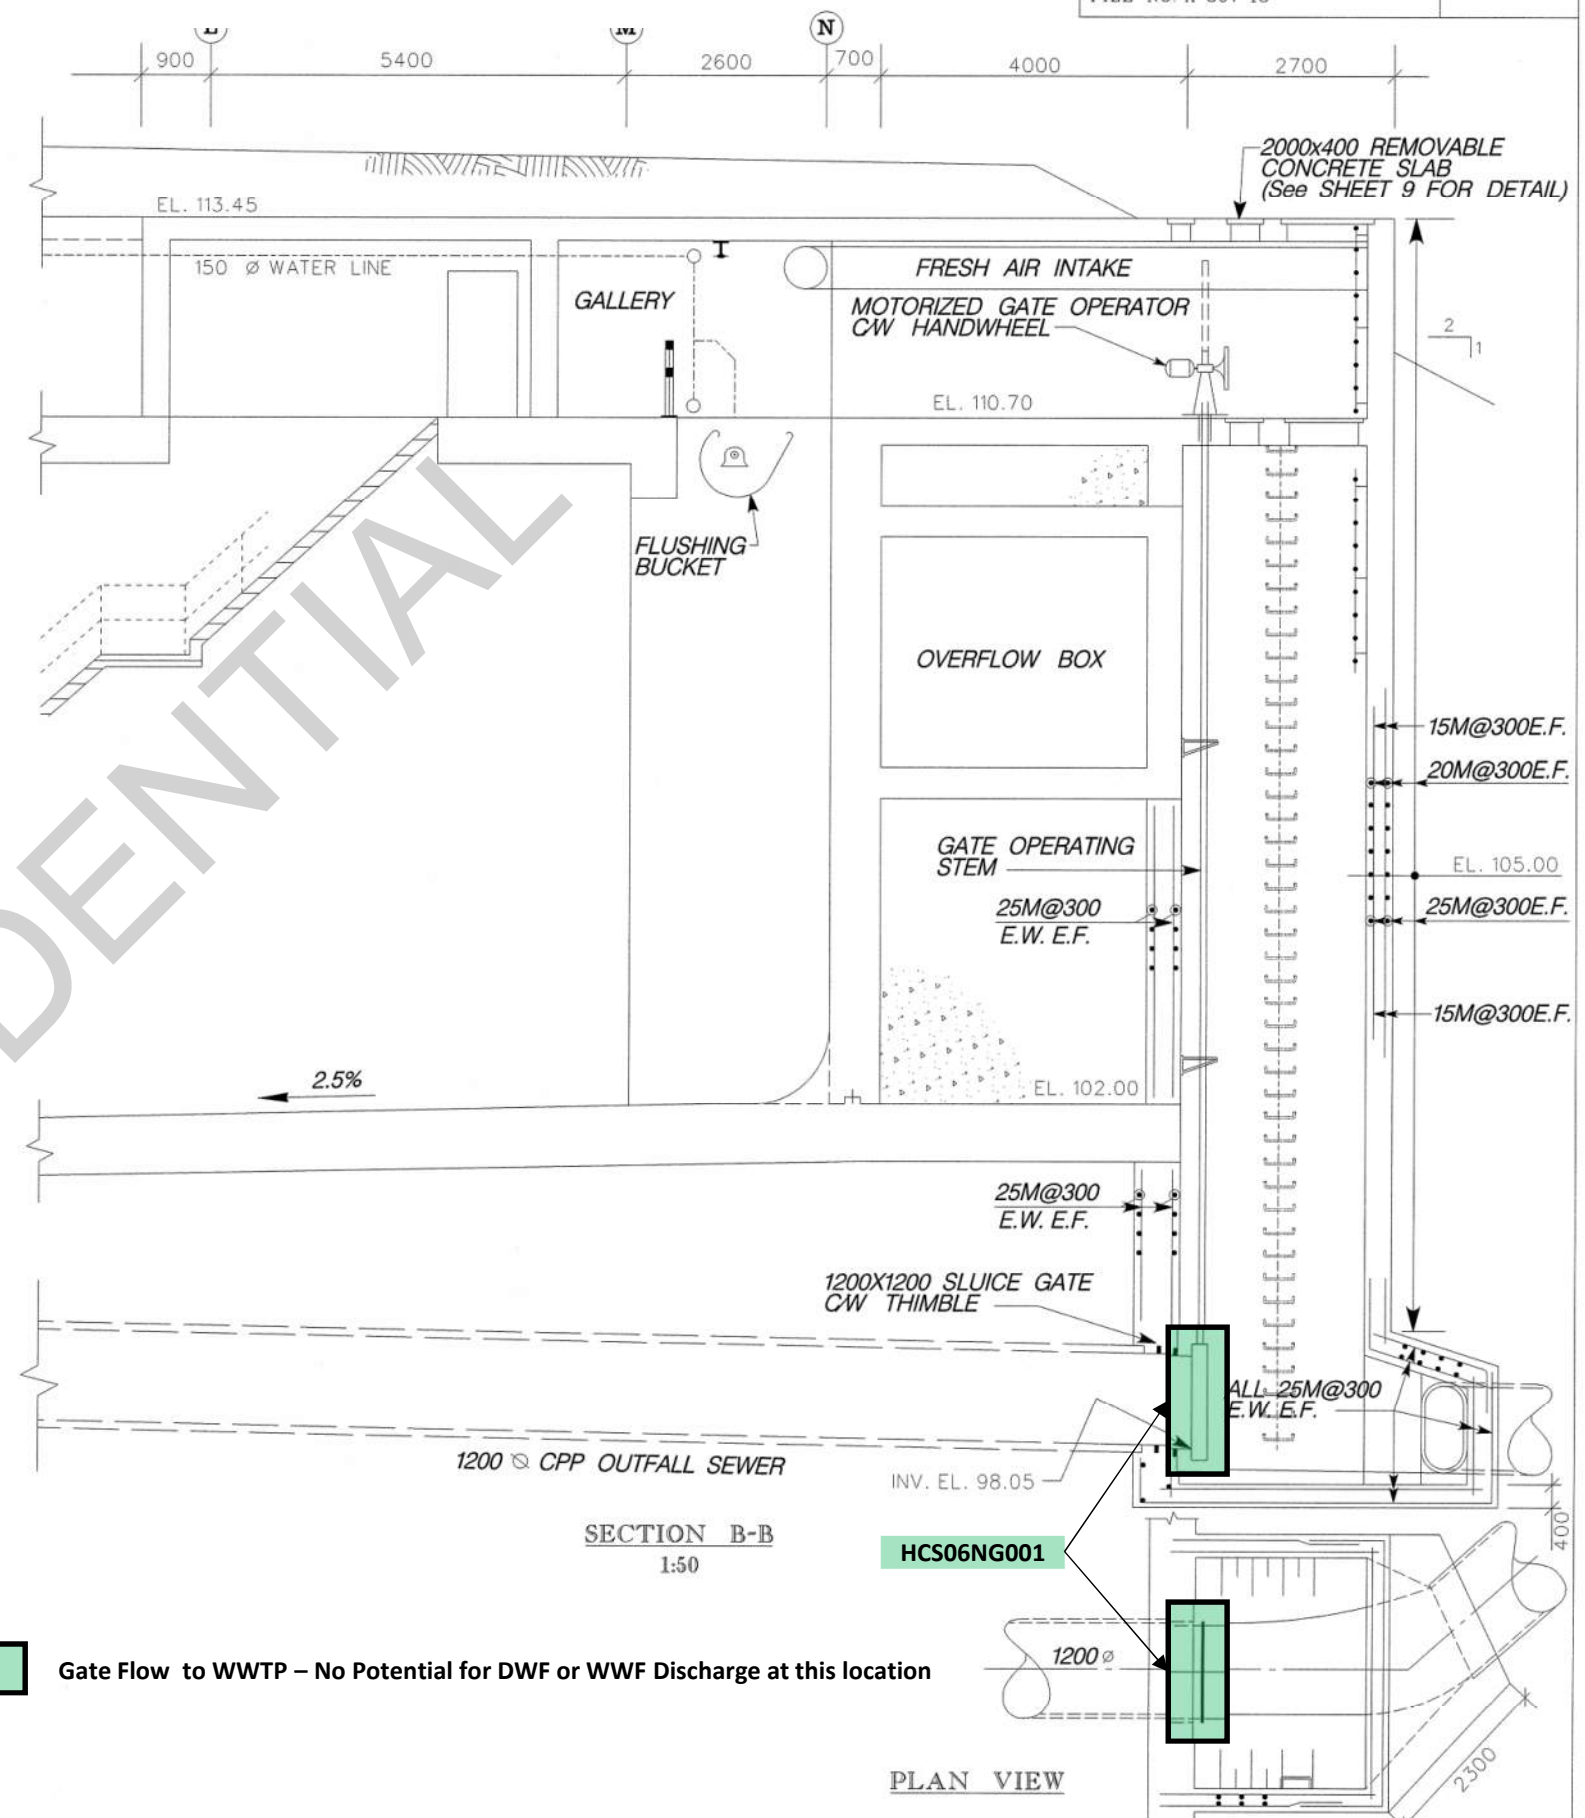 L
M
N
900
5400
2600
700
4000
2700
2000x400 REMOVABLE
CONCRETE SLAB
(See SHEET 9 FOR DETAIL)
EL. 113.45
150 Ø WATER LINE
GALLERY
FRESH AIR INTAKE
MOTORIZED GATE OPERATOR
C/W HANDWHEEL
2
1
EL. 110.70
FLUSHING
BUCKET
OVERFLOW BOX
15M@300E.F.
20M@300E.F.
GATE OPERATING
STEM
EL. 105.00
25M@300
E.W. E.F.
25M@300E.F.
15M@300E.F.
2.5%
EL. 102.00
25M@300
E.W. E.F.
1200X1200 SLUICE GATE
C/W THIMBLE
ALL 25M@300
E.W. E.F.
1200 Ø CPP OUTFALL SEWER
INV. EL. 98.05
SECTION B-B
1:50
HCS06NG001
400
1200 Ø
Gate Flow to WWTP – No Potential for DWF or WWF Discharge at this location
2300
PLAN VIEW
DENTIAL